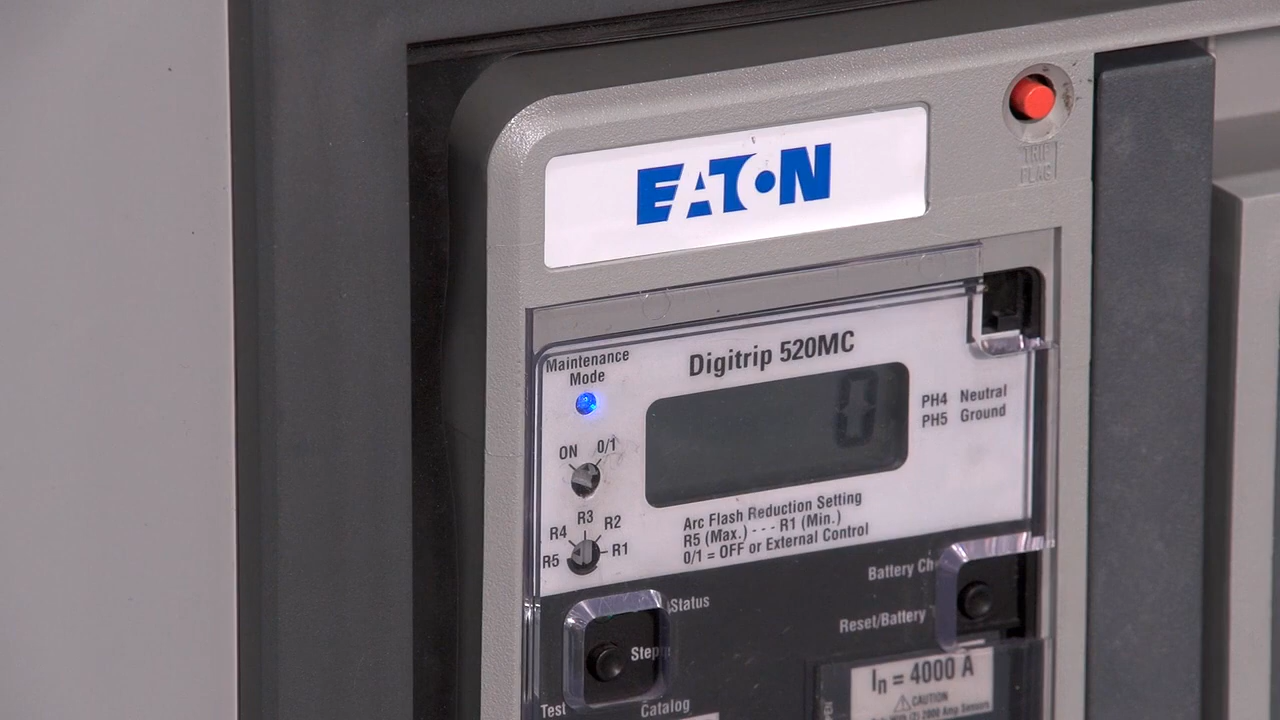 EATON
TRIP
FLAG
Maintenance
Mode
Digitrip 520MC
0
PH4 Neutral
PH5 Ground
ON 0/1
R3
R4 R2
R5 R1
Arc Flash Reduction Setting
R5 (Max.) - - - R1 (Min.)
0/1 = OFF or External Control
Battery Ch
Status
Reset/Battery
Step
In = 4000 A
CAUTION
Test
Catalog